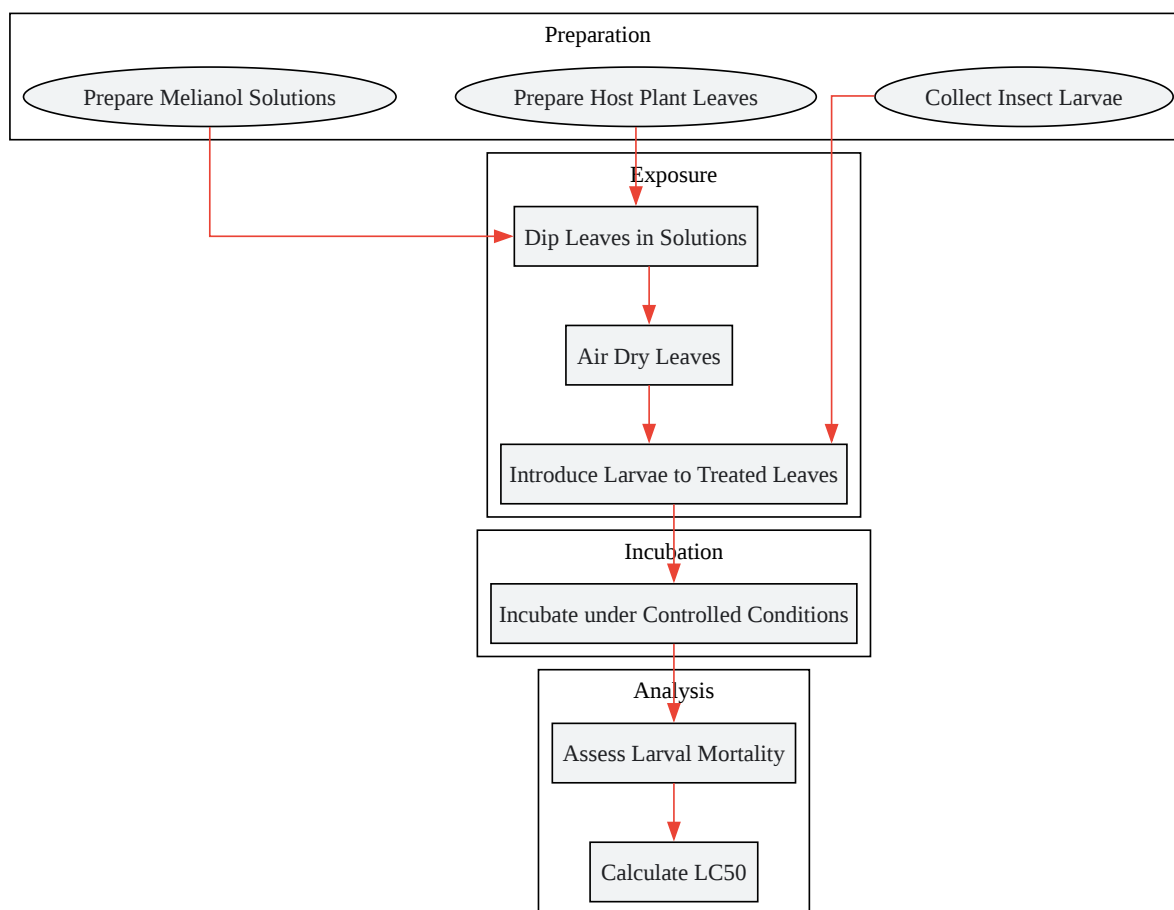 Preparation
Prepare Melianol Solutions
Prepare Host Plant Leaves
Collect Insect Larvae
Exposure
Dip Leaves in Solutions
Air Dry Leaves
Introduce Larvae to Treated Leaves
Incubation
Incubate under Controlled Conditions
Analysis
Assess Larval Mortality
Calculate LC50